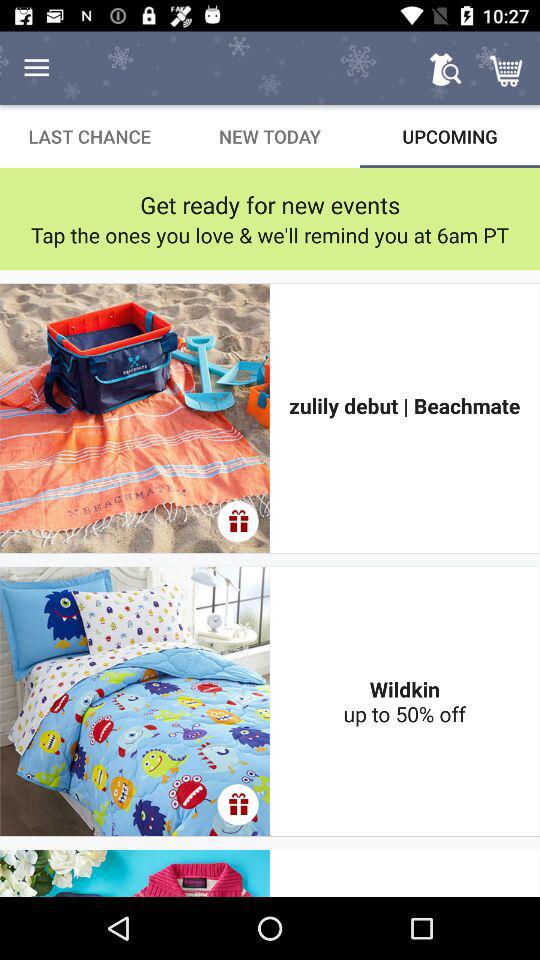 10:27
LAST CHANCE
NEW TODAY
UPCOMING
Get ready for new events
Tap the ones you love & we'll remind you at 6am PT
BEACHMATE
BEACHMATE
zulily debut | Beachmate
Wildkin
up to 50% off